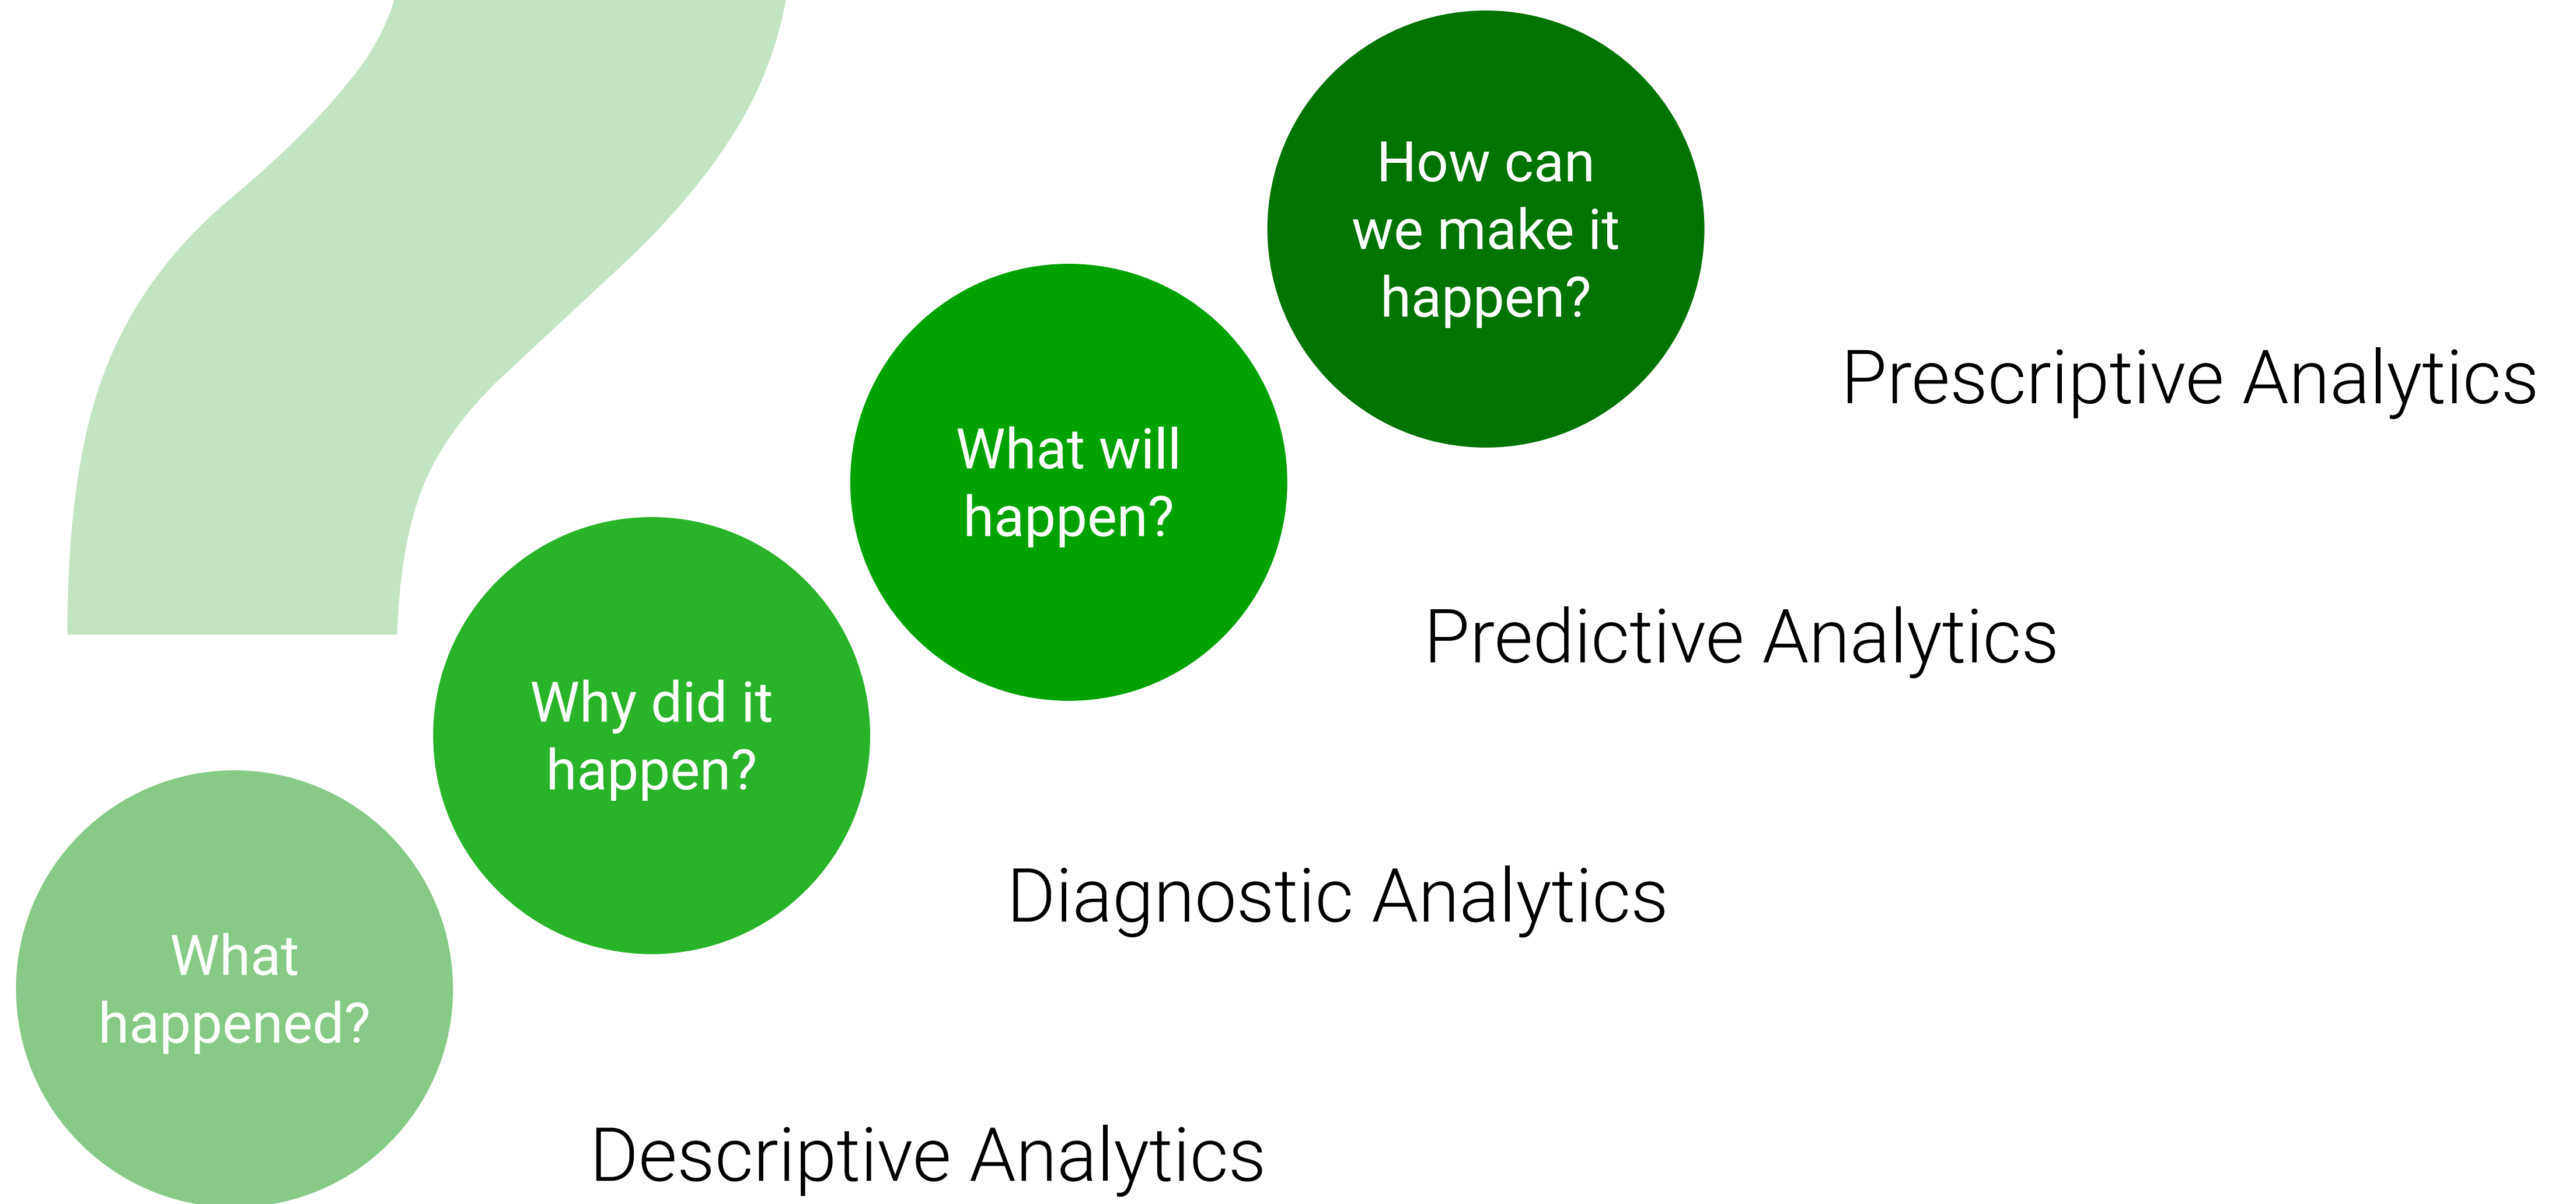 How can
we make it
happen?
Prescriptive Analytics
What will
happen?
Predictive Analytics
Why did it
happen?
Diagnostic Analytics
What
happened?
Descriptive Analytics